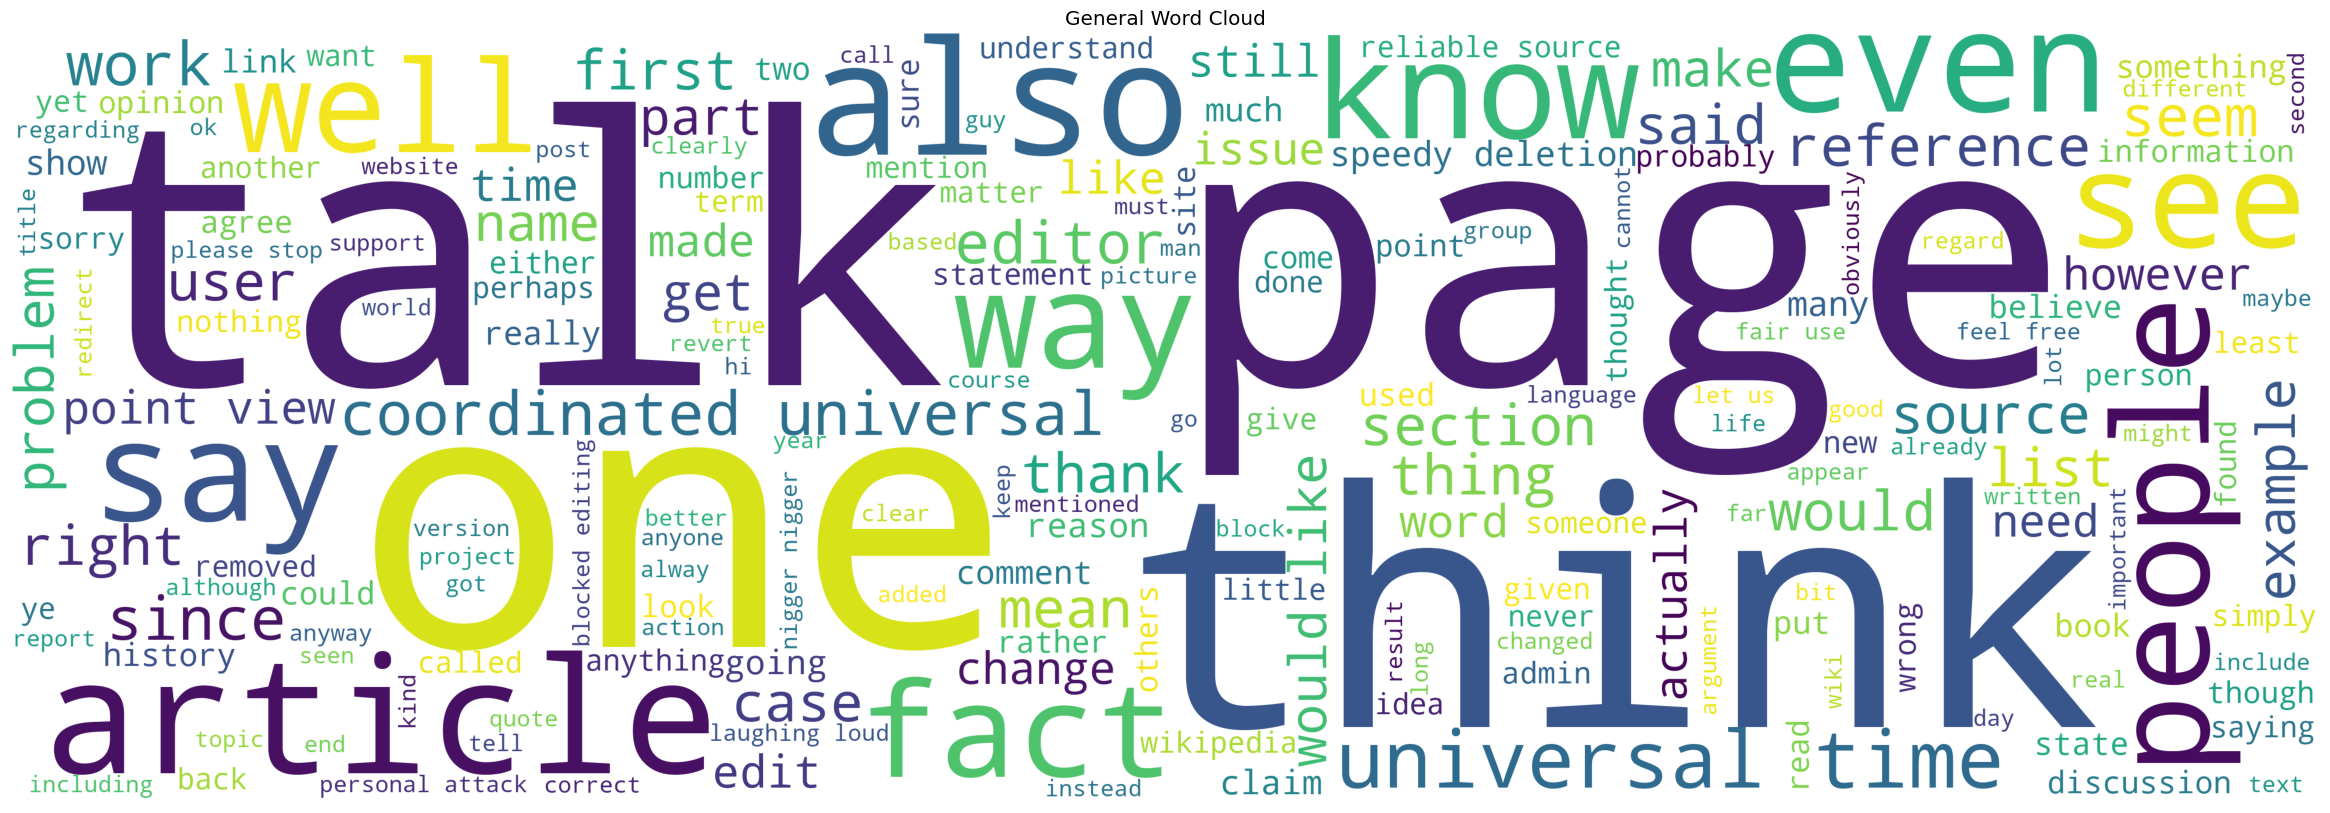 General Word Cloud
work
link
want
well
first
two
call
also
understand
still
reliable source
know
make
even
something
different
second
yet
opinion
regarding
ok
talk page
part
sure
guy
much
said
seem
show
another
website
post
clearly
mention
issue
speedy deletion
probably
reference
information
title
time
number
term
matter
like
must
site
thought
cannot
obviously
see
sorry
agree
please stop
support
name
either
made
based
editor
man
point
group
regard
user
world
perhaps
get
statement
picture
come
done
many
however
problem
redirect
nothing
really
true
revert
hi
way
fair use
believe
feel free
maybe
lot
least
people
point view
coordinated universal
course
go
give
used
language
let us
life
good
section
source
person
new
already
might
found
example
say
one
year
blocked editing
nigger nigger
keep
thank
mentioned
thing
appear
list
written
important
right
removed
version
project
got
better
anyone
alway
clear
reason
block
would like
word
someone
far
would
need
although
could
ye
since
anyway
report
history
seen
look
action
added
comment
mean
rather
think
little
given
never
changed
result
long
actually
argument
bit
put
wiki
wrong
book
simply
called
anything
going
change
others
admin
idea
include
real
though
article
kind
quote
case
fact
laughing loud
day
saying
topic
end
tell
wikipedia
universal time
read
state
including
back
personal attack
correct
edit
instead
claim
discussion
text